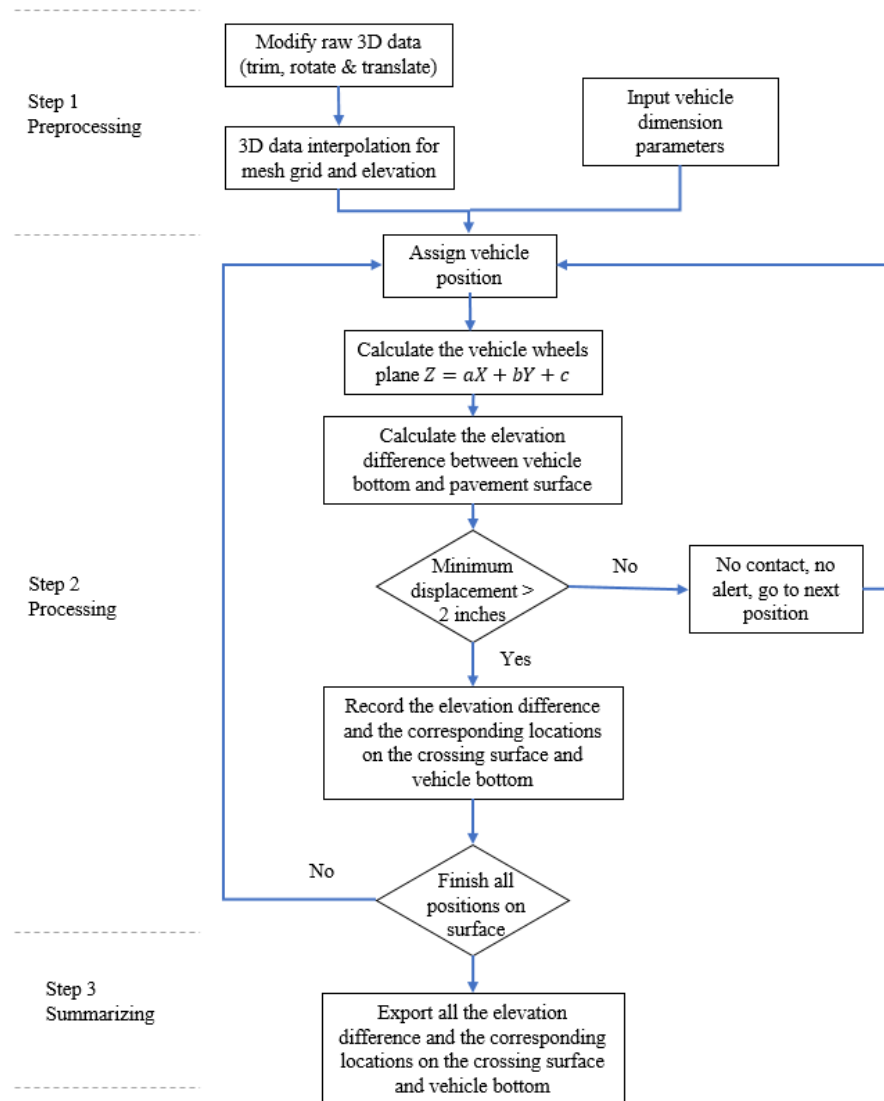 Step 1
Preprocessing
Modify raw 3D data
(trim, rotate & translate)
3D data interpolation for
mesh grid and elevation
Input vehicle
dimension
parameters
Step 2
Processing
Assign vehicle
position
Calculate the vehicle wheels
plane Z = aX + bY + c
Calculate the elevation
difference between vehicle
bottom and pavement surface
Minimum
displacement >
2 inches
No
No contact, no
alert, go to next
position
Yes
Record the elevation difference
and the corresponding locations
on the crossing surface and
vehicle bottom
No
Finish all
positions on
surface
Step 3
Summarizing
Export all the elevation
difference and the corresponding
locations on the crossing surface
and vehicle bottom